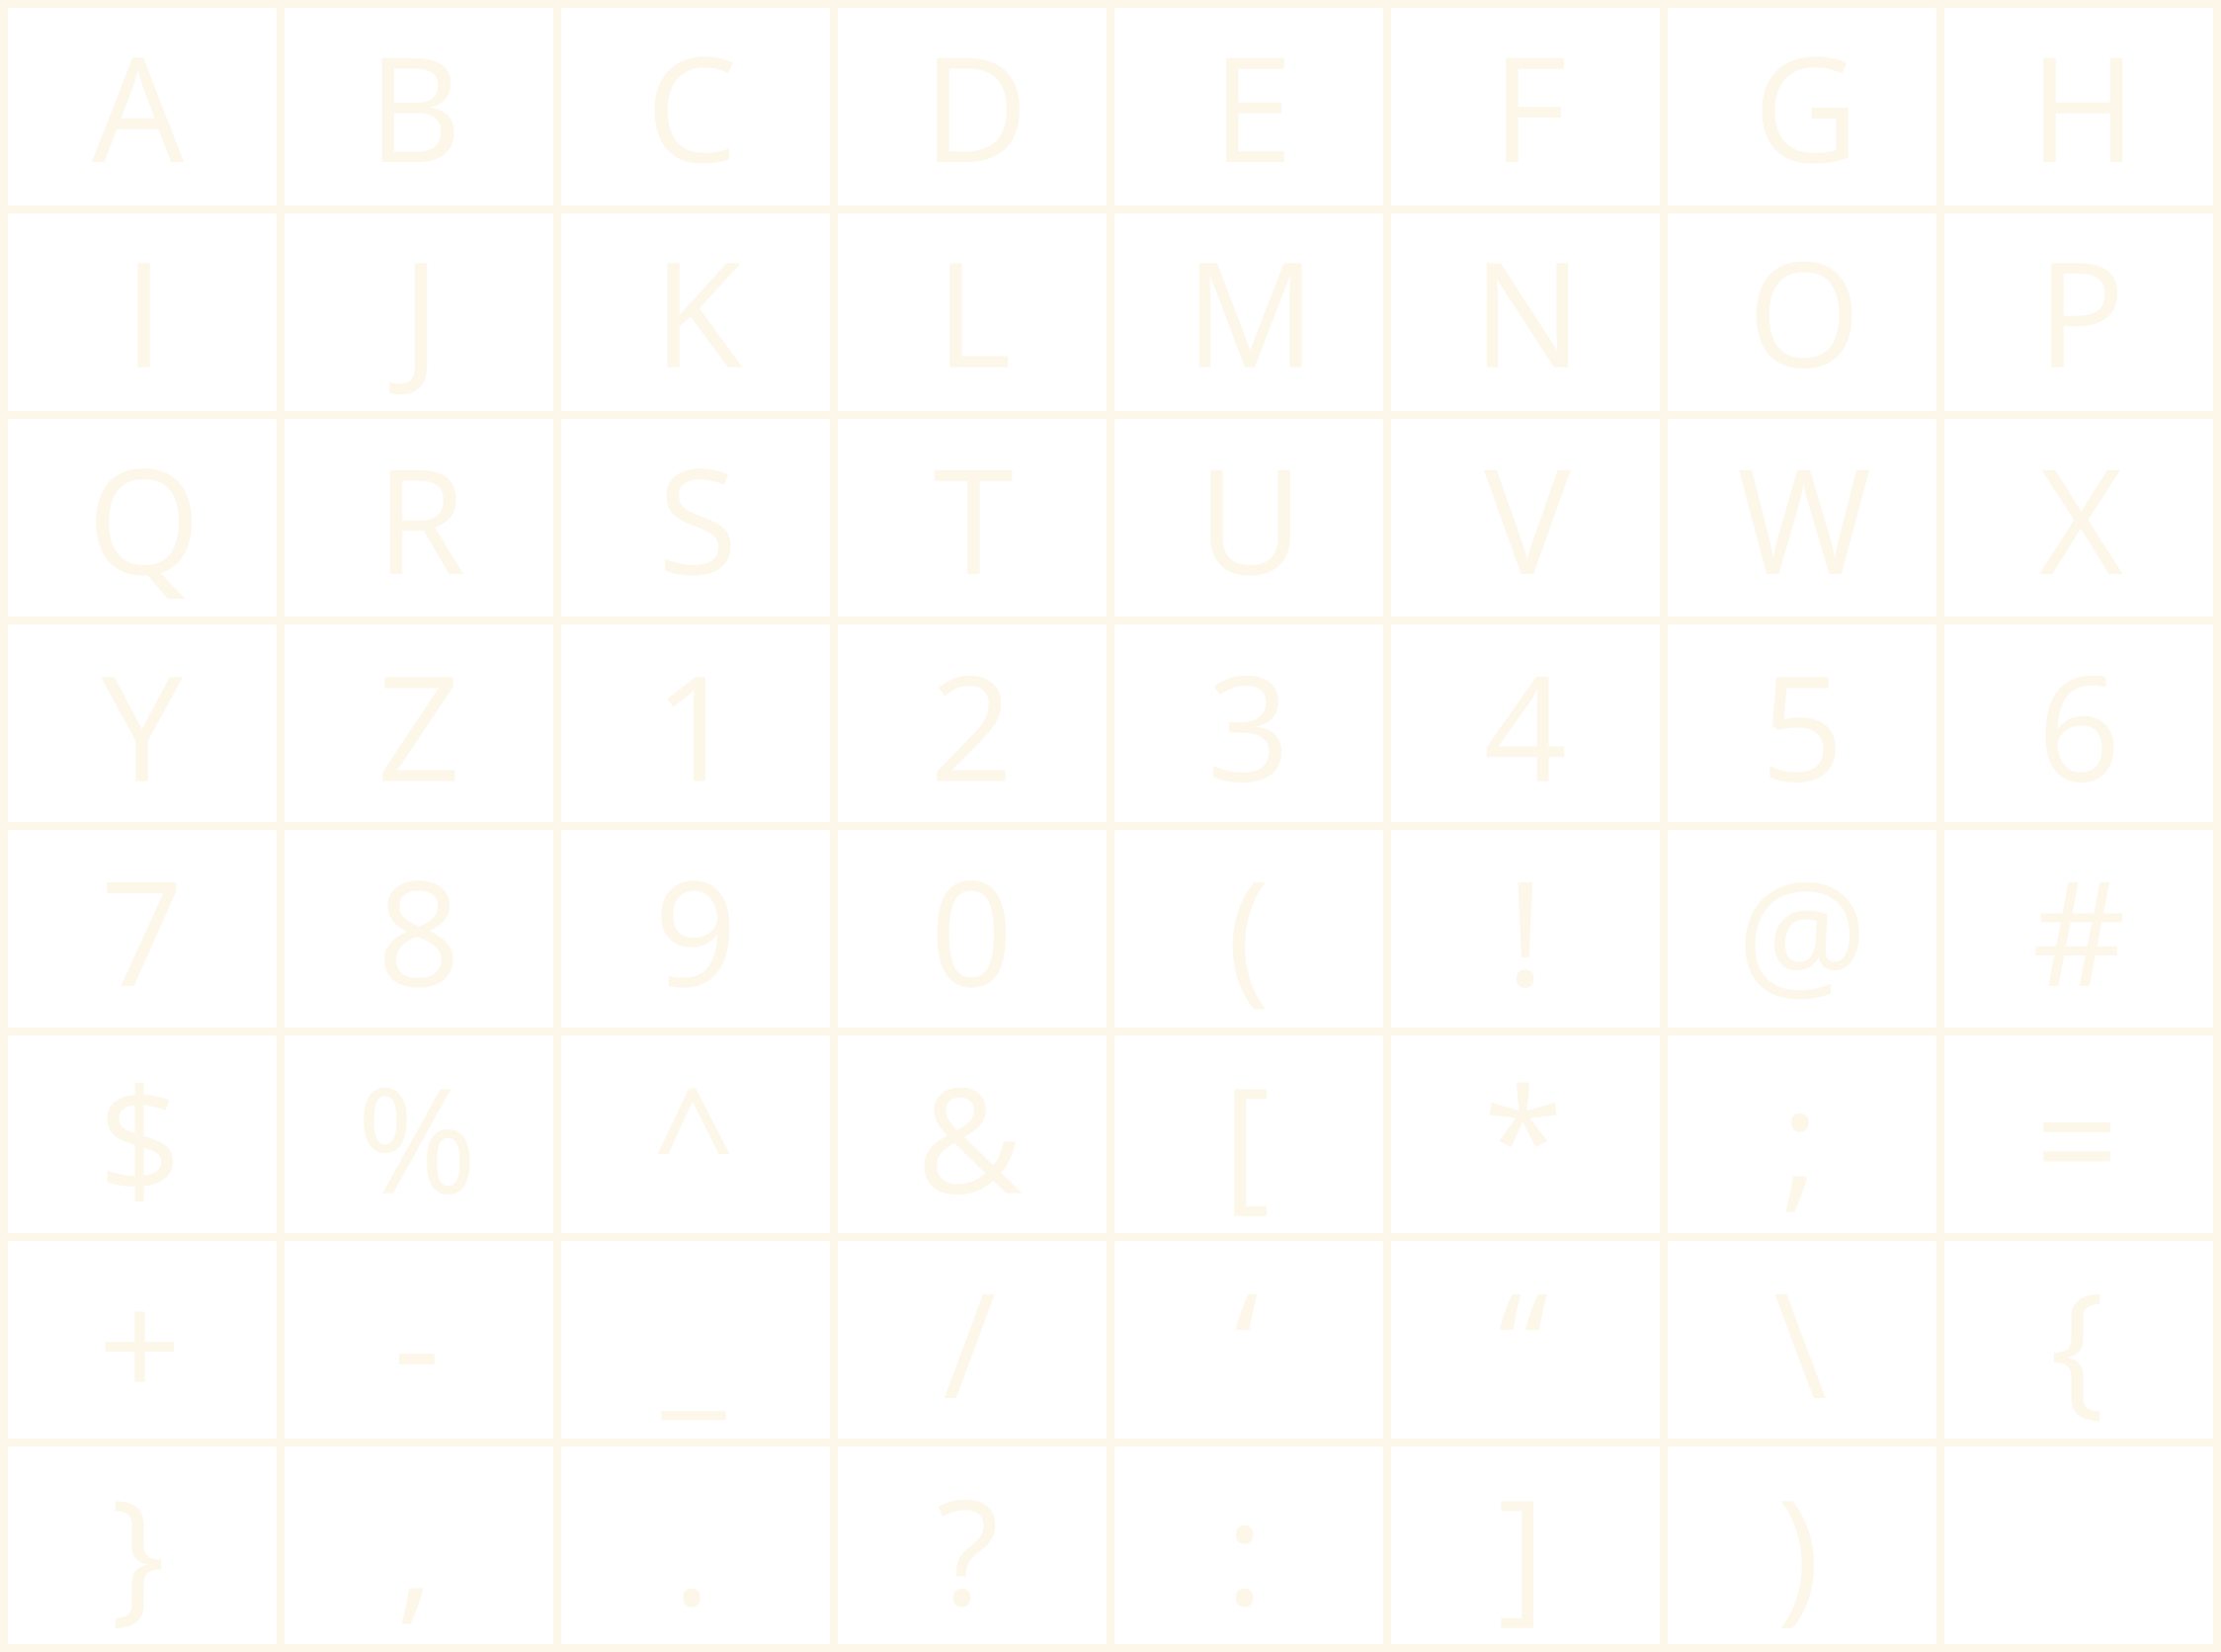 A B C D E F G H
I J K L M N O P
Q R S T U V W X
Y Z 1 2 3 4 5 6
7 8 9 0 ( ! @ #
$ % ^ & [ * ; =
+ - _ / ‘ “ \ {
} , . ? : ] )